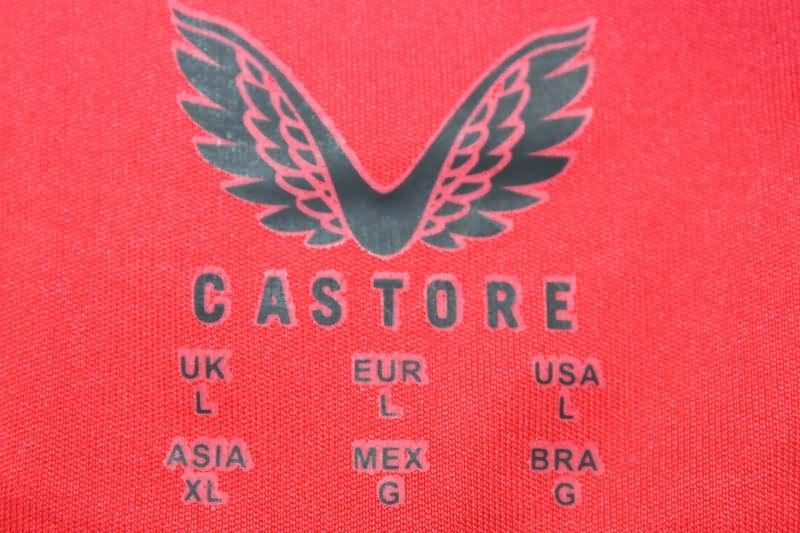 CASTORE
UK EUR USA
L L L
ASIA MEX BRA
XL G G